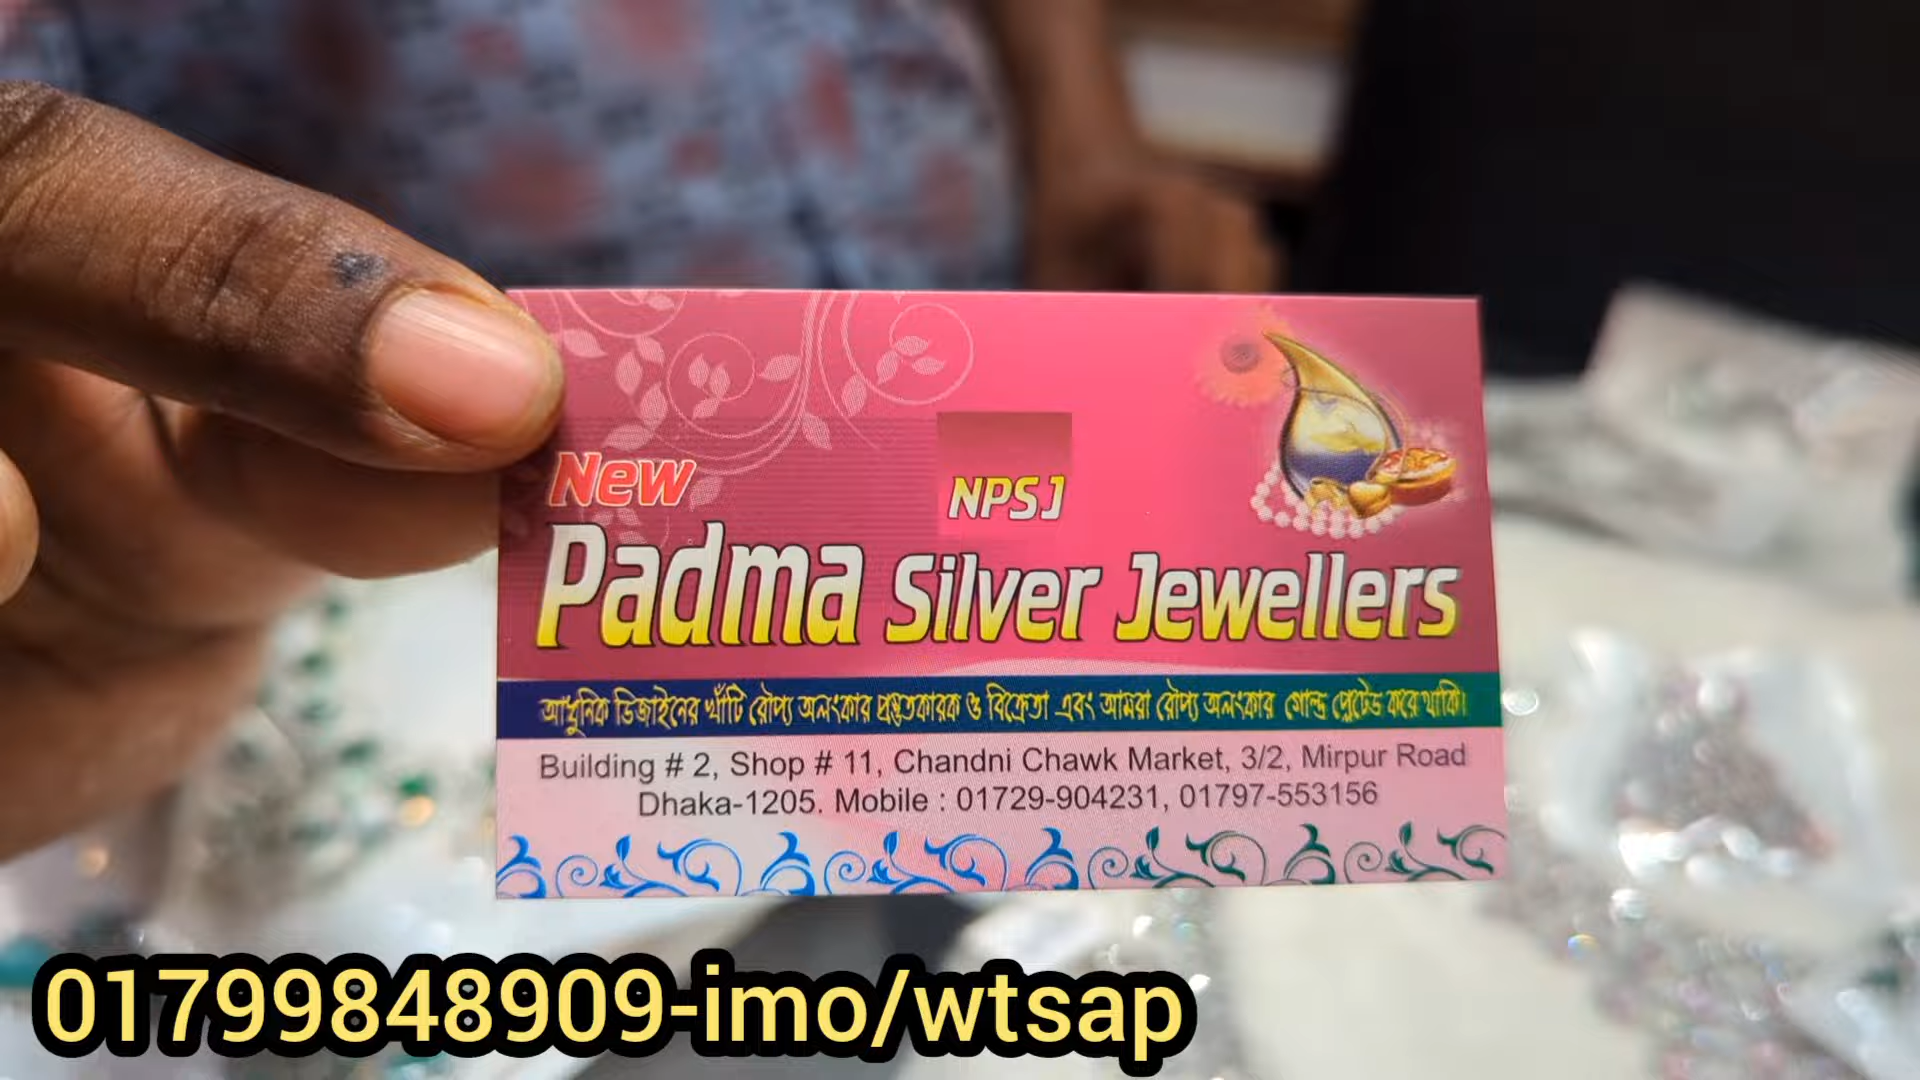 New
NPSJ
Padma Silver Jewellers
আধুনিক ডিজাইনের খাঁটি রৌপ্য অলংকার প্রস্তুতকারক ও বিক্রেতা এবং আমরা রৌপ্য অলংকার গোল্ড প্লেটেড করে থাকি।
Building # 2, Shop # 11, Chandni Chawk Market, 3/2, Mirpur Road
Dhaka-1205. Mobile : 01729-904231, 01797-553156
01799848909-imo/wtsap